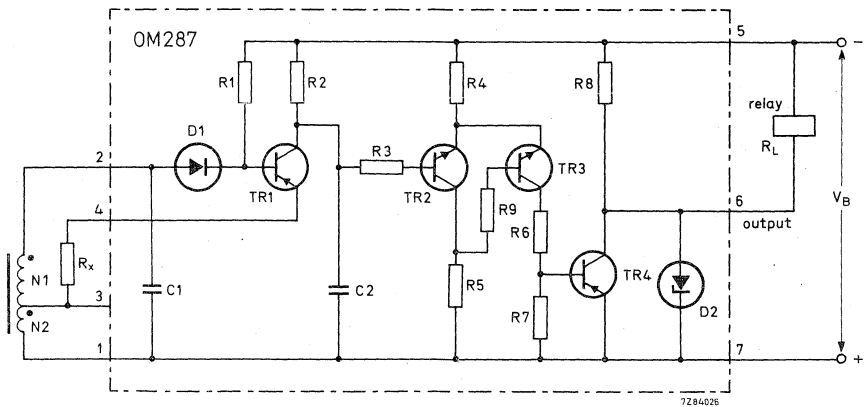 OM287
5
−
R1
R2
R4
R8
relay
R_L
D1
2
TR1
R3
TR2
TR3
V_B
4
R9
R6
6
output
R_x
N1
C1
C2
R5
TR4
3
N2
R7
D2
1
7
+
7Z84026